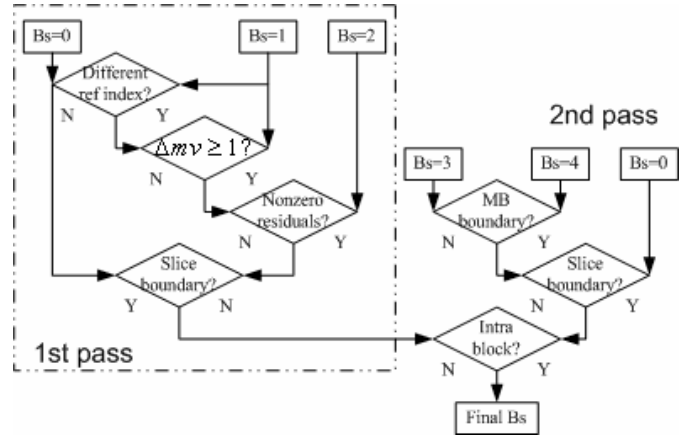 Bs=0
Bs=1
Bs=2
Different
ref index?
N
Y
Δmv ≥ 1?
N
Y
Nonzero
residuals?
N
Y
Slice
boundary?
Y
N
1st pass
2nd pass
Bs=3
Bs=4
Bs=0
MB
boundary?
N
Y
Slice
boundary?
N
Y
Intra
block?
N
Y
Final Bs